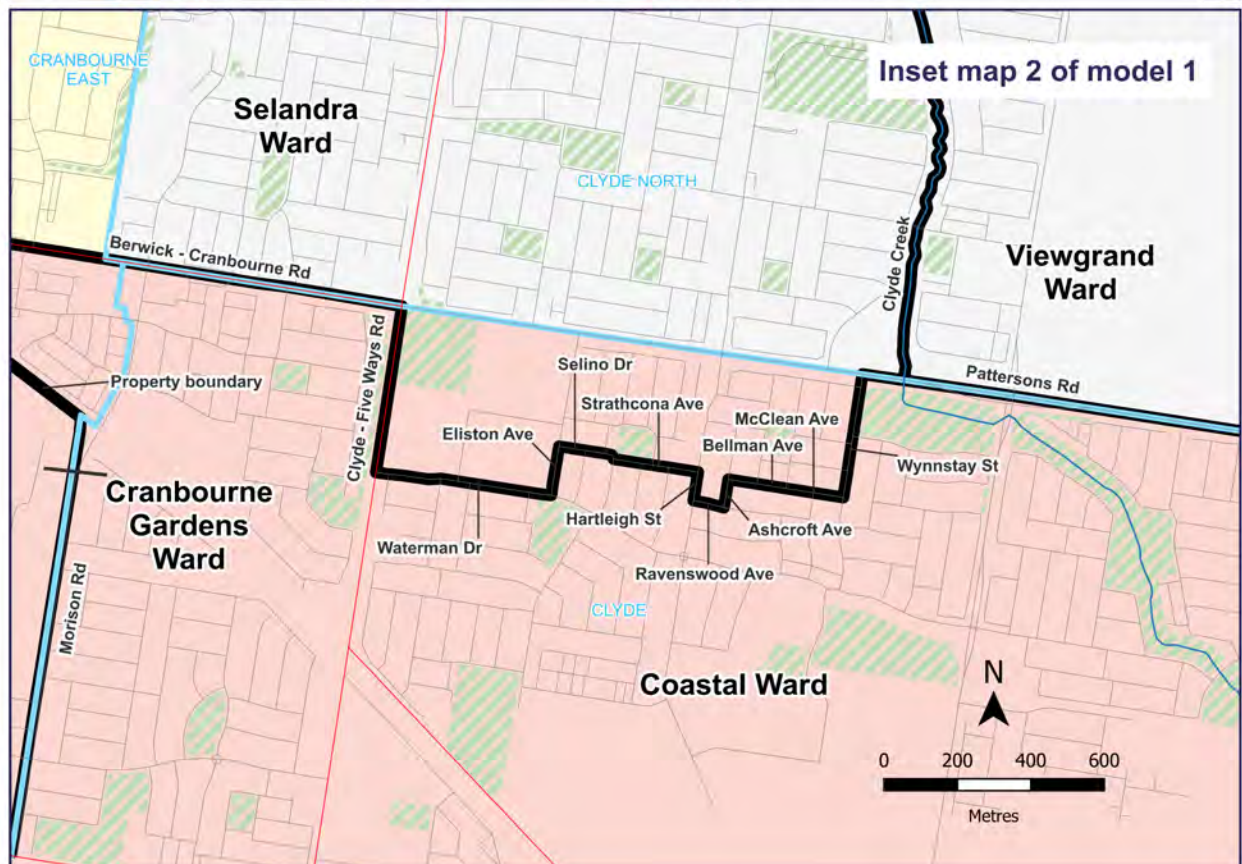 Inset map 2 of model 1
CRANBOURNE
EAST
Selandra
Ward
CLYDE NORTH
Clyde Creek
Viewgrand
Ward
Berwick - Cranbourne Rd
Pattersons Rd
Property boundary
Clyde - Five Ways Rd
Selino Dr
Strathcona Ave
McClean Ave
Eliston Ave
Bellman Ave
Wynnstay St
Cranbourne
Gardens
Ward
Hartleigh St
Ashcroft Ave
Waterman Dr
Ravenswood Ave
Morison Rd
CLYDE
Coastal Ward
N
0 200 400 600
Metres